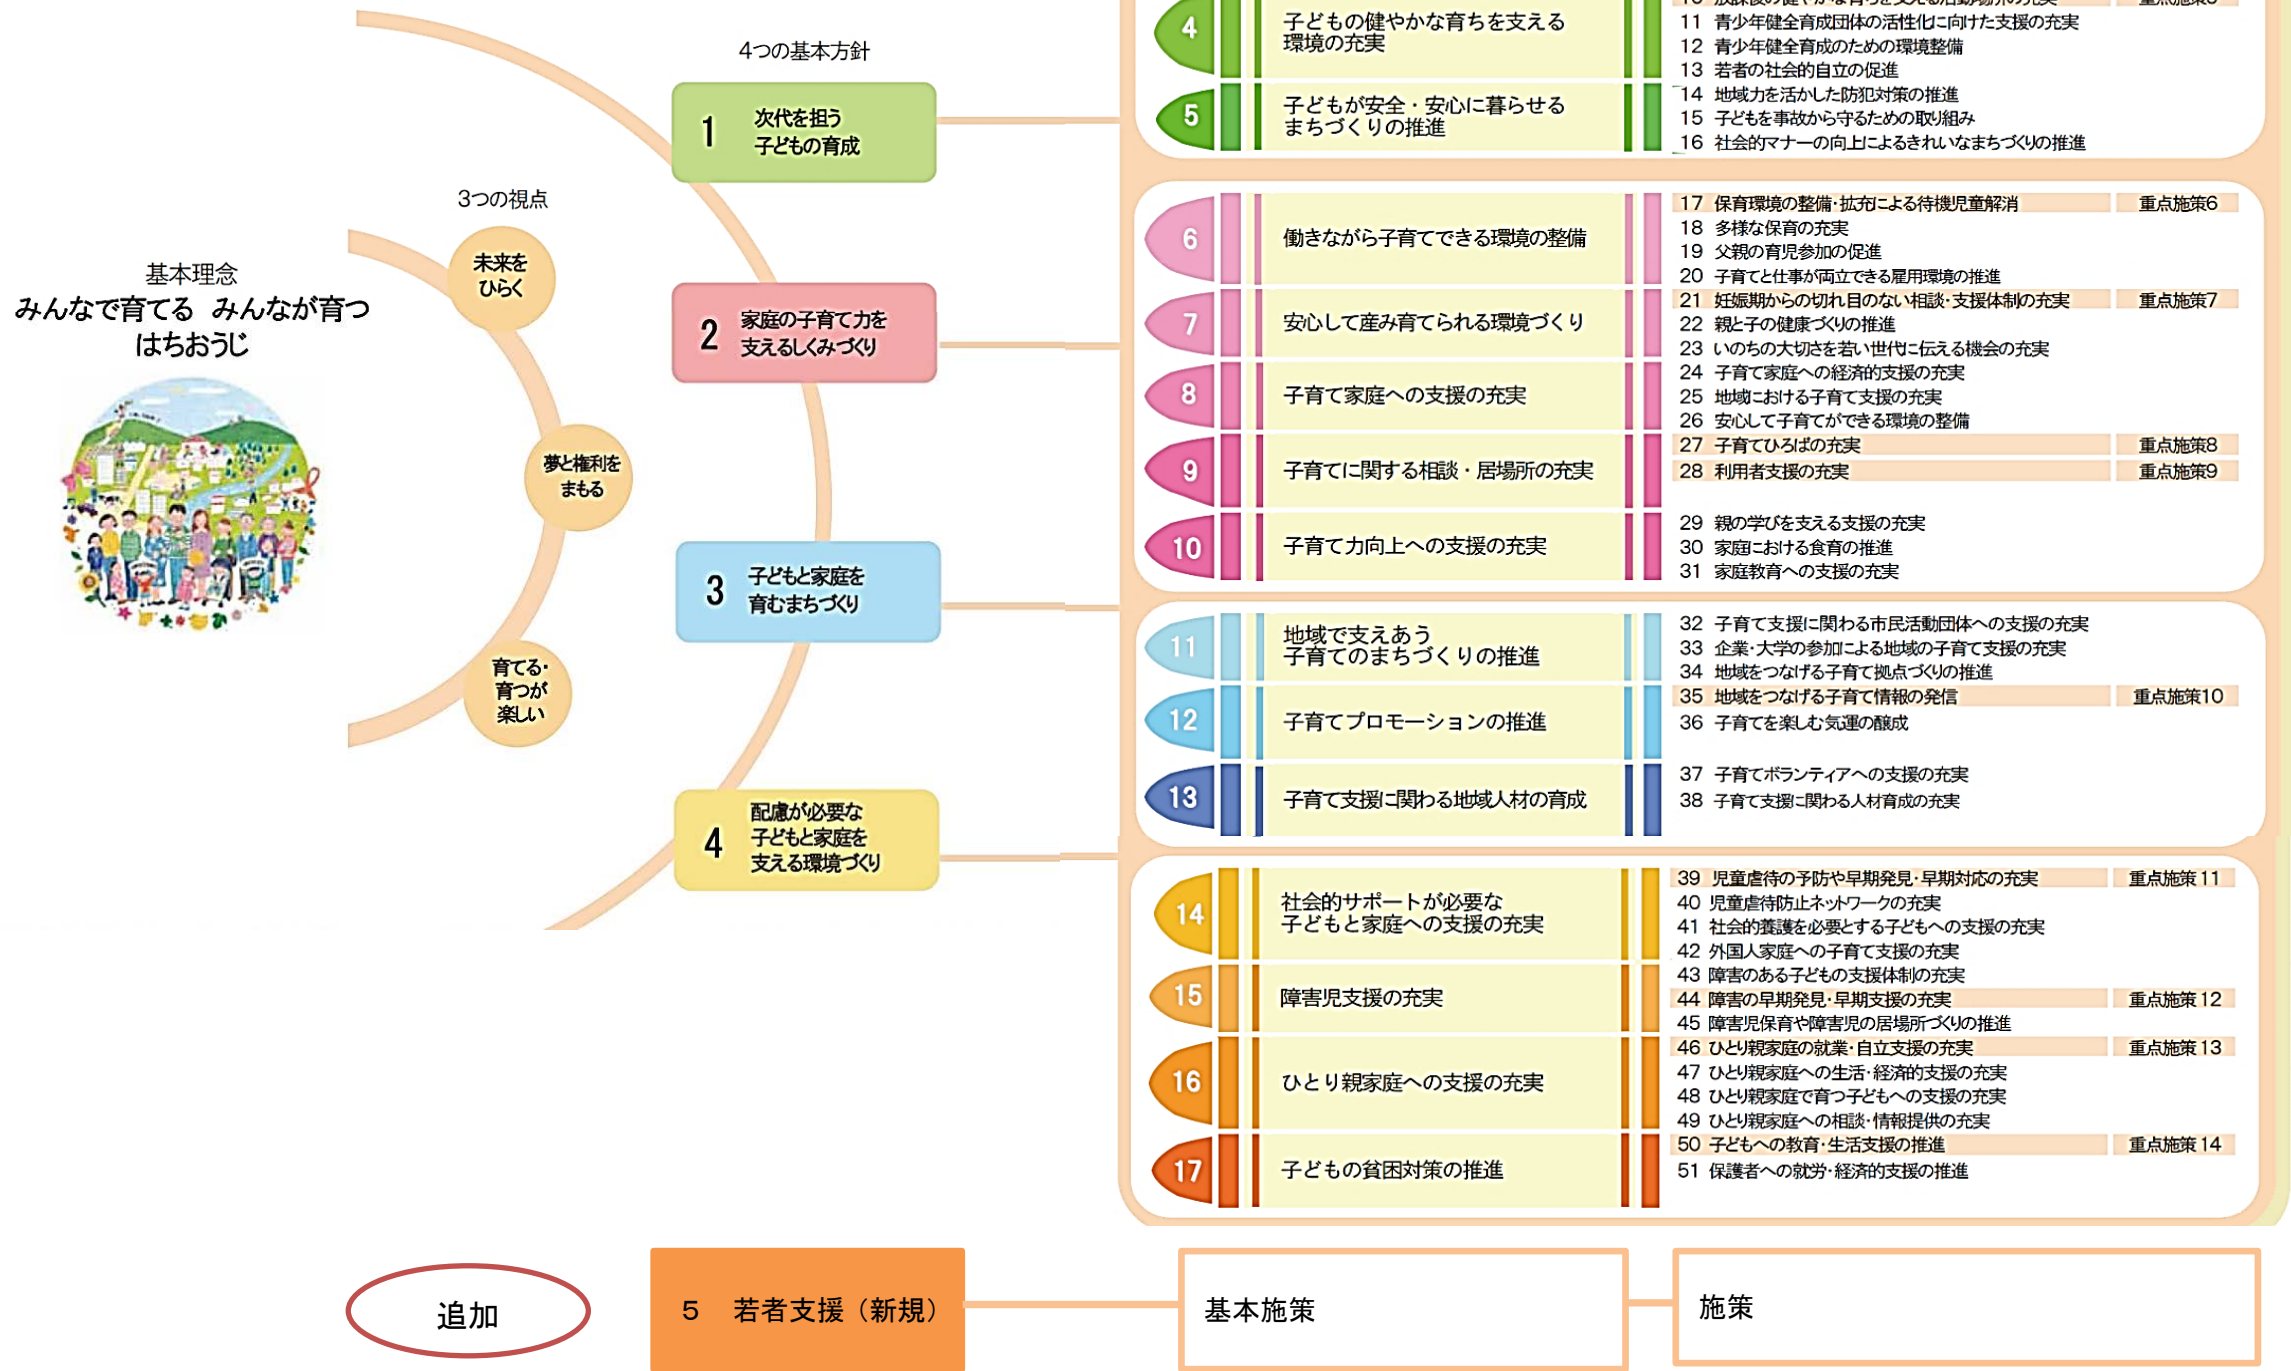 基本理念
みんなで育てる みんなが育つ
はちおうじ
3つの視点
未来を
ひらく
夢と権利を
まもる
育てる・
育つが
楽しい
4つの基本方針
1 次代を担う
子どもの育成
2 家庭の子育て力を
支えるしくみづくり
3 子どもと家庭を
育むまちづくり
4 配慮が必要な
子どもと家庭を
支える環境づくり
4 子どもの健やかな育ちを支える
環境の充実
11 青少年健全育成団体の活性化に向けた支援の充実
12 青少年健全育成のための環境整備
13 若者の社会的自立の促進
5 子どもが安全・安心に暮らせる
まちづくりの推進
14 地域力を活かした防犯対策の推進
15 子どもを事故から守るための取り組み
16 社会的マナーの向上によるきれいなまちづくりの推進
6 働きながら子育てできる環境の整備
17 保育環境の整備・拡充による待機児童解消 重点施策6
18 多様な保育の充実
19 父親の育児参加の促進
20 子育てと仕事が両立できる雇用環境の推進
7 安心して産み育てられる環境づくり
21 妊娠期からの切れ目のない相談・支援体制の充実 重点施策7
22 親と子の健康づくりの推進
23 いのちの大切さを若い世代に伝える機会の充実
8 子育て家庭への支援の充実
24 子育て家庭への経済的支援の充実
25 地域における子育て支援の充実
26 安心して子育てができる環境の整備
9 子育てに関する相談・居場所の充実
27 子育てひろばの充実 重点施策8
28 利用者支援の充実 重点施策9
10 子育て力向上への支援の充実
29 親の学びを支える支援の充実
30 家庭における食育の推進
31 家庭教育への支援の充実
11 地域で支えあう
子育てのまちづくりの推進
32 子育て支援に関わる市民活動団体への支援の充実
33 企業・大学の参加による地域の子育て支援の充実
34 地域をつなげる子育て拠点づくりの推進
12 子育てプロモーションの推進
35 地域をつなげる子育て情報の発信 重点施策10
36 子育てを楽しむ気運の醸成
13 子育て支援に関わる地域人材の育成
37 子育てボランティアへの支援の充実
38 子育て支援に関わる人材育成の充実
14 社会的サポートが必要な
子どもと家庭への支援の充実
39 児童虐待の予防や早期発見・早期対応の充実 重点施策11
40 児童虐待防止ネットワークの充実
41 社会的養護を必要とする子どもへの支援の充実
42 外国人家庭への子育て支援の充実
15 障害児支援の充実
43 障害のある子どもの支援体制の充実
44 障害の早期発見・早期支援の充実 重点施策12
45 障害児保育や障害児の居場所づくりの推進
16 ひとり親家庭への支援の充実
46 ひとり親家庭の就業・自立支援の充実 重点施策13
47 ひとり親家庭への生活・経済的支援の充実
48 ひとり親家庭で育つ子どもへの支援の充実
49 ひとり親家庭への相談・情報提供の充実
17 子どもの貧困対策の推進
50 子どもへの教育・生活支援の推進 重点施策14
51 保護者への就労・経済的支援の推進
追加
5 若者支援（新規）
基本施策
施策